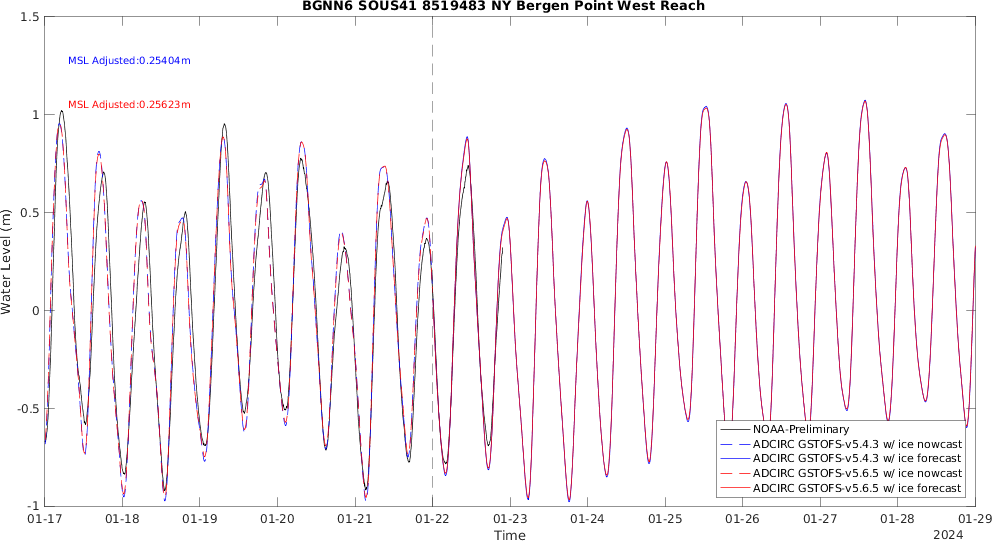 BGNN6 SOUS41 8519483 NY Bergen Point West Reach
1.5
MSL Adjusted:0.25404m
MSL Adjusted:0.25623m
1
0.5
0
-0.5
-1
Water Level (m)
NOAA-Preliminary
ADCIRC GSTOFS-v5.4.3 w/ ice nowcast
ADCIRC GSTOFS-v5.4.3 w/ ice forecast
ADCIRC GSTOFS-v5.6.5 w/ ice nowcast
ADCIRC GSTOFS-v5.6.5 w/ ice forecast
01-17 01-18 01-19 01-20 01-21 01-22 01-23 01-24 01-25 01-26 01-27 01-28 01-29
Time
2024